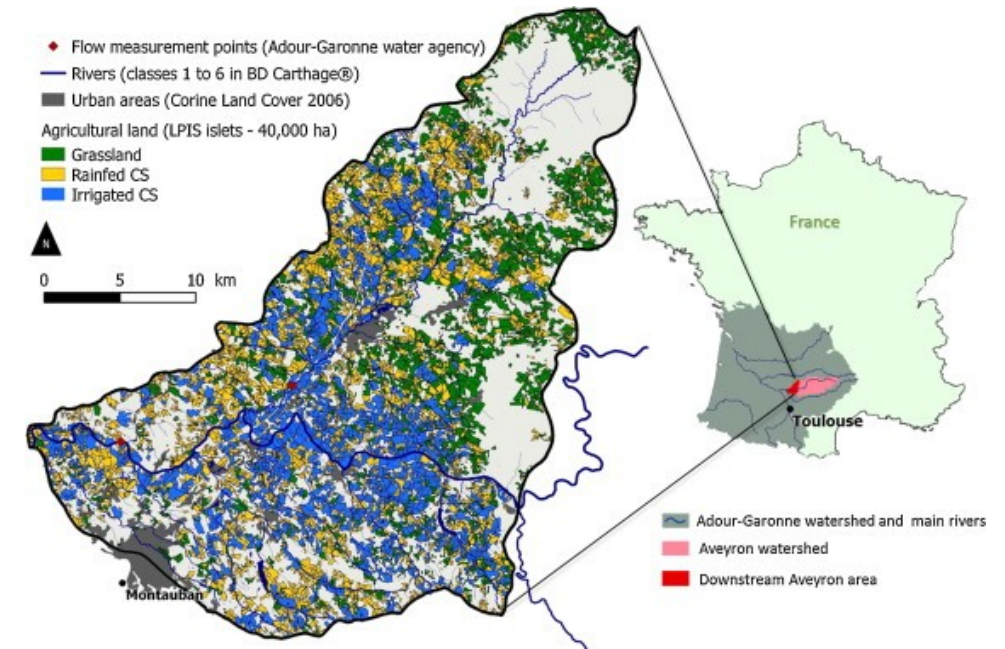 Flow measurement points (Adour-Garonne water agency)
Rivers (classes 1 to 6 in BD Carthage®)
Urban areas (Corine Land Cover 2006)
Agricultural land (LPIS islets - 40,000 ha)
Grassland
Rainfed CS
Irrigated CS
N
0 5 10 km
Montauban
France
Toulouse
Adour-Garonne watershed and main rivers
Aveyron watershed
Downstream Aveyron area